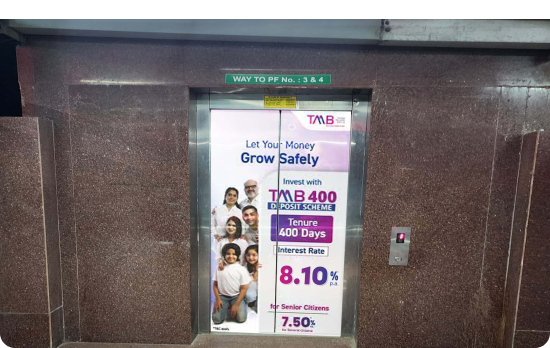 WAY TO PF No. : 3 & 4
TMB
Let Your Money
Grow Safely
Invest with
TMB 400
DEPOSIT SCHEME
Tenure
400 Days
Interest Rate
8.10%
p.a.
for Senior Citizens
7.50%
*T&C apply